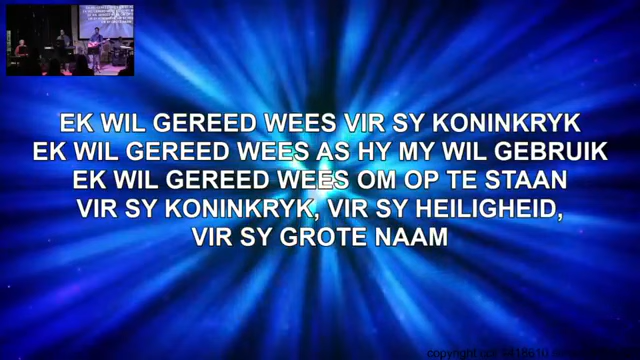 EK WIL GEREED WEES VIR SY KONINKRYK
EK WIL GEREED WEES AS HY MY WIL GEBRUIK
EK WIL GEREED WEES OM OP TE STAAN
VIR SY KONINKRYK, VIR SY HEILIGHEID,
VIR SY GROTE NAAM
copyright